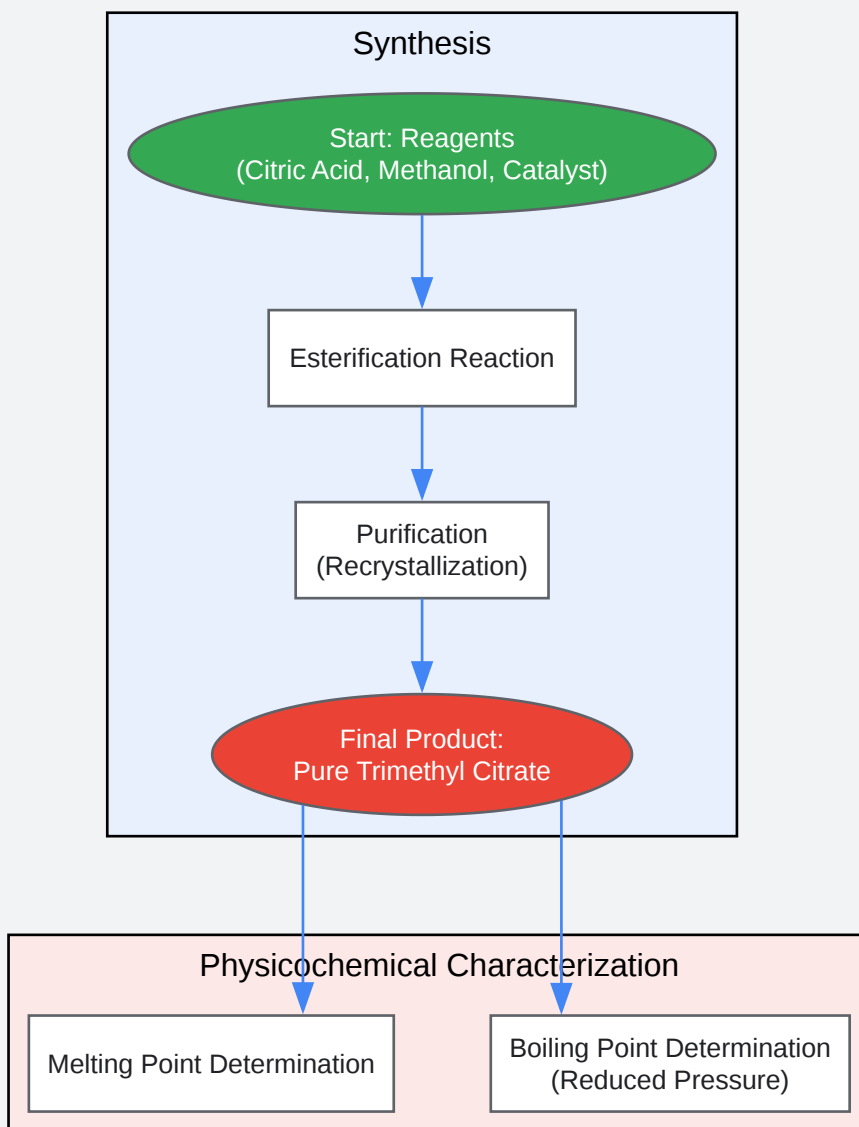 Synthesis
Start: Reagents
(Citric Acid, Methanol, Catalyst)
Esterification Reaction
Purification
(Recrystallization)
Final Product:
Pure Trimethyl Citrate
Physicochemical Characterization
Melting Point Determination
Boiling Point Determination
(Reduced Pressure)